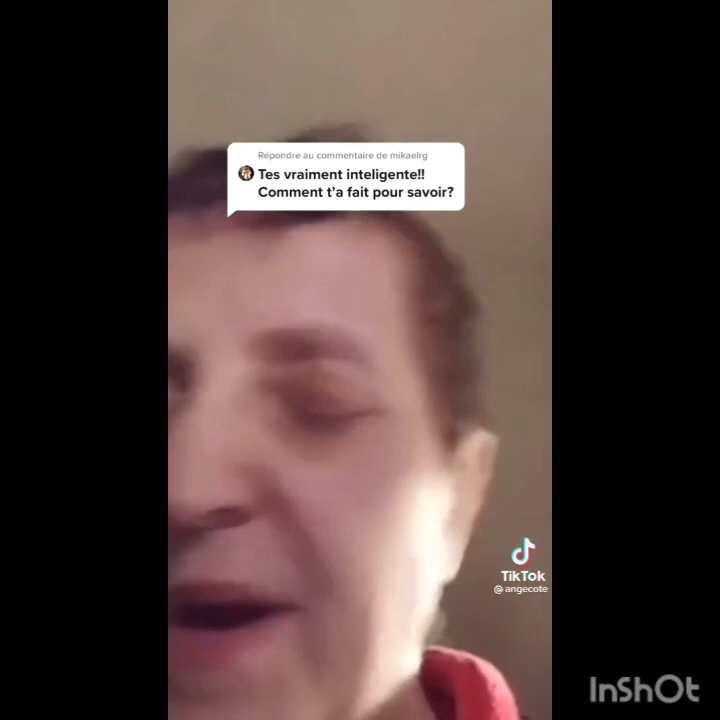 Répondre au commentaire de mikaelrg
Tes vraiment inteligente!!
Comment t'a fait pour savoir?
TikTok
@angecote
InShOt